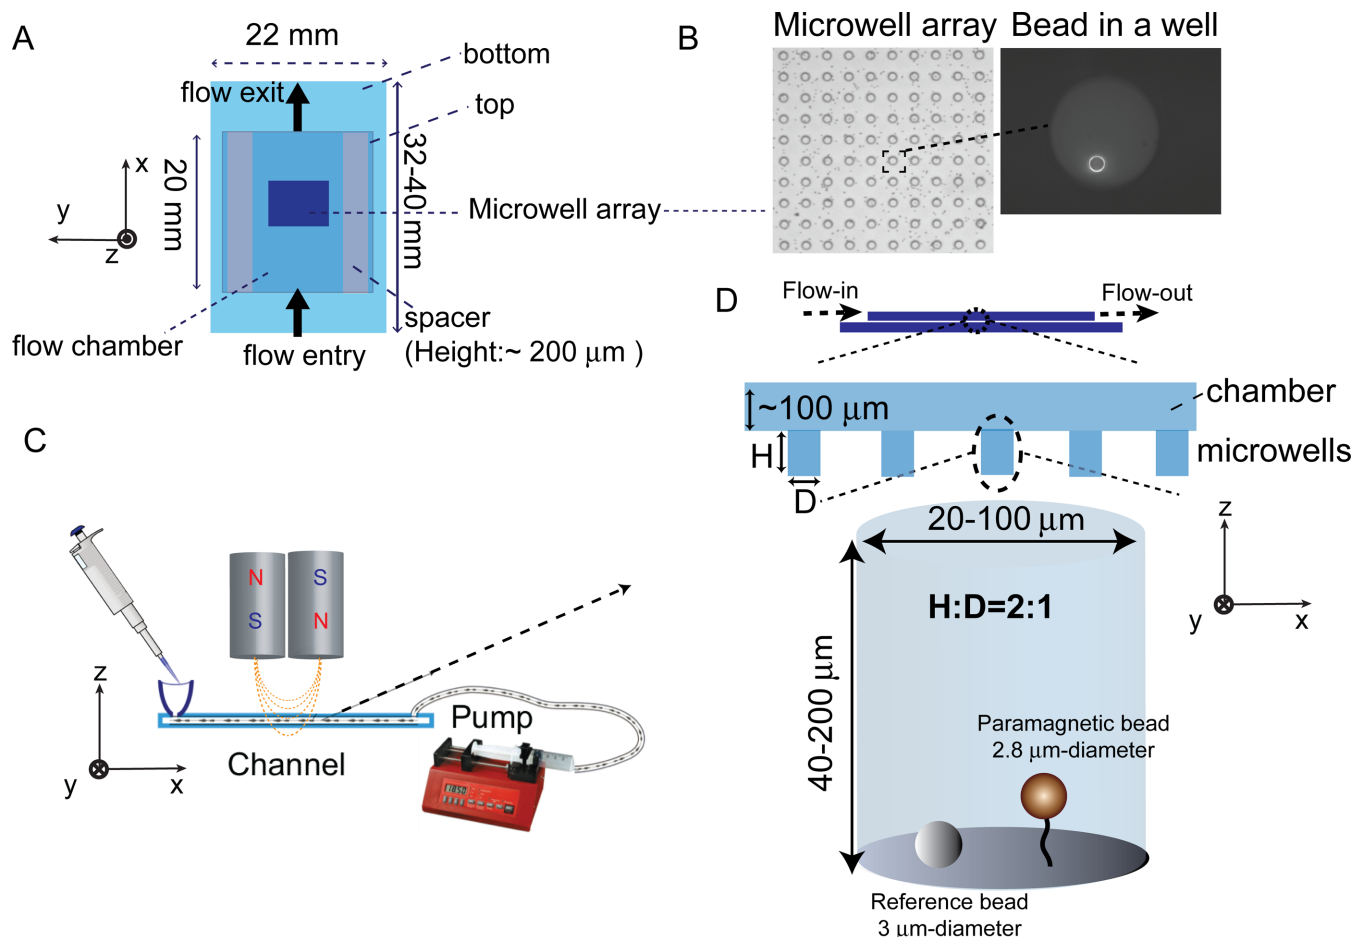 A
22 mm
bottom
flow exit
top
x
y
z
20 mm
32-40 mm
Microwell array
flow chamber
spacer
(Height:~ 200 μm )
flow entry
B
Microwell array
Bead in a well
C
N
S
S
N
z
y
x
Channel
Pump
1850
D
Flow-in
Flow-out
chamber
~100 μm
H
D
microwells
20-100 μm
H:D=2:1
40-200 μm
z
y
x
Paramagnetic bead
2.8 μm-diameter
Reference bead
3 μm-diameter